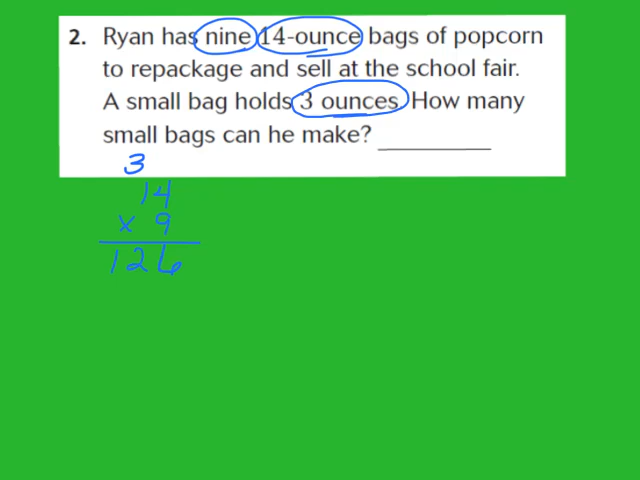 2. Ryan has nine 14-ounce bags of popcorn
to repackage and sell at the school fair.
A small bag holds 3 ounces. How many
small bags can he make? __________
3
14
x 9
126